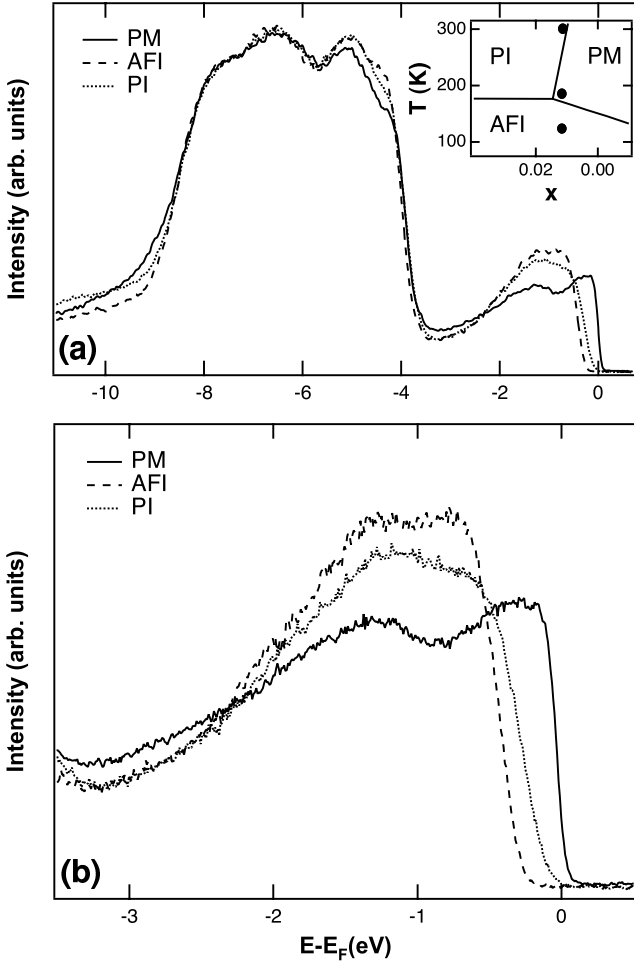 PM
AFI
PI
Intensity (arb. units)
300
200
100
T (K)
PI
PM
AFI
0.02
0.00
x
(a)
-10
-8
-6
-4
-2
0
PM
AFI
PI
Intensity (arb. units)
(b)
-3
-2
-1
0
E-EF(eV)